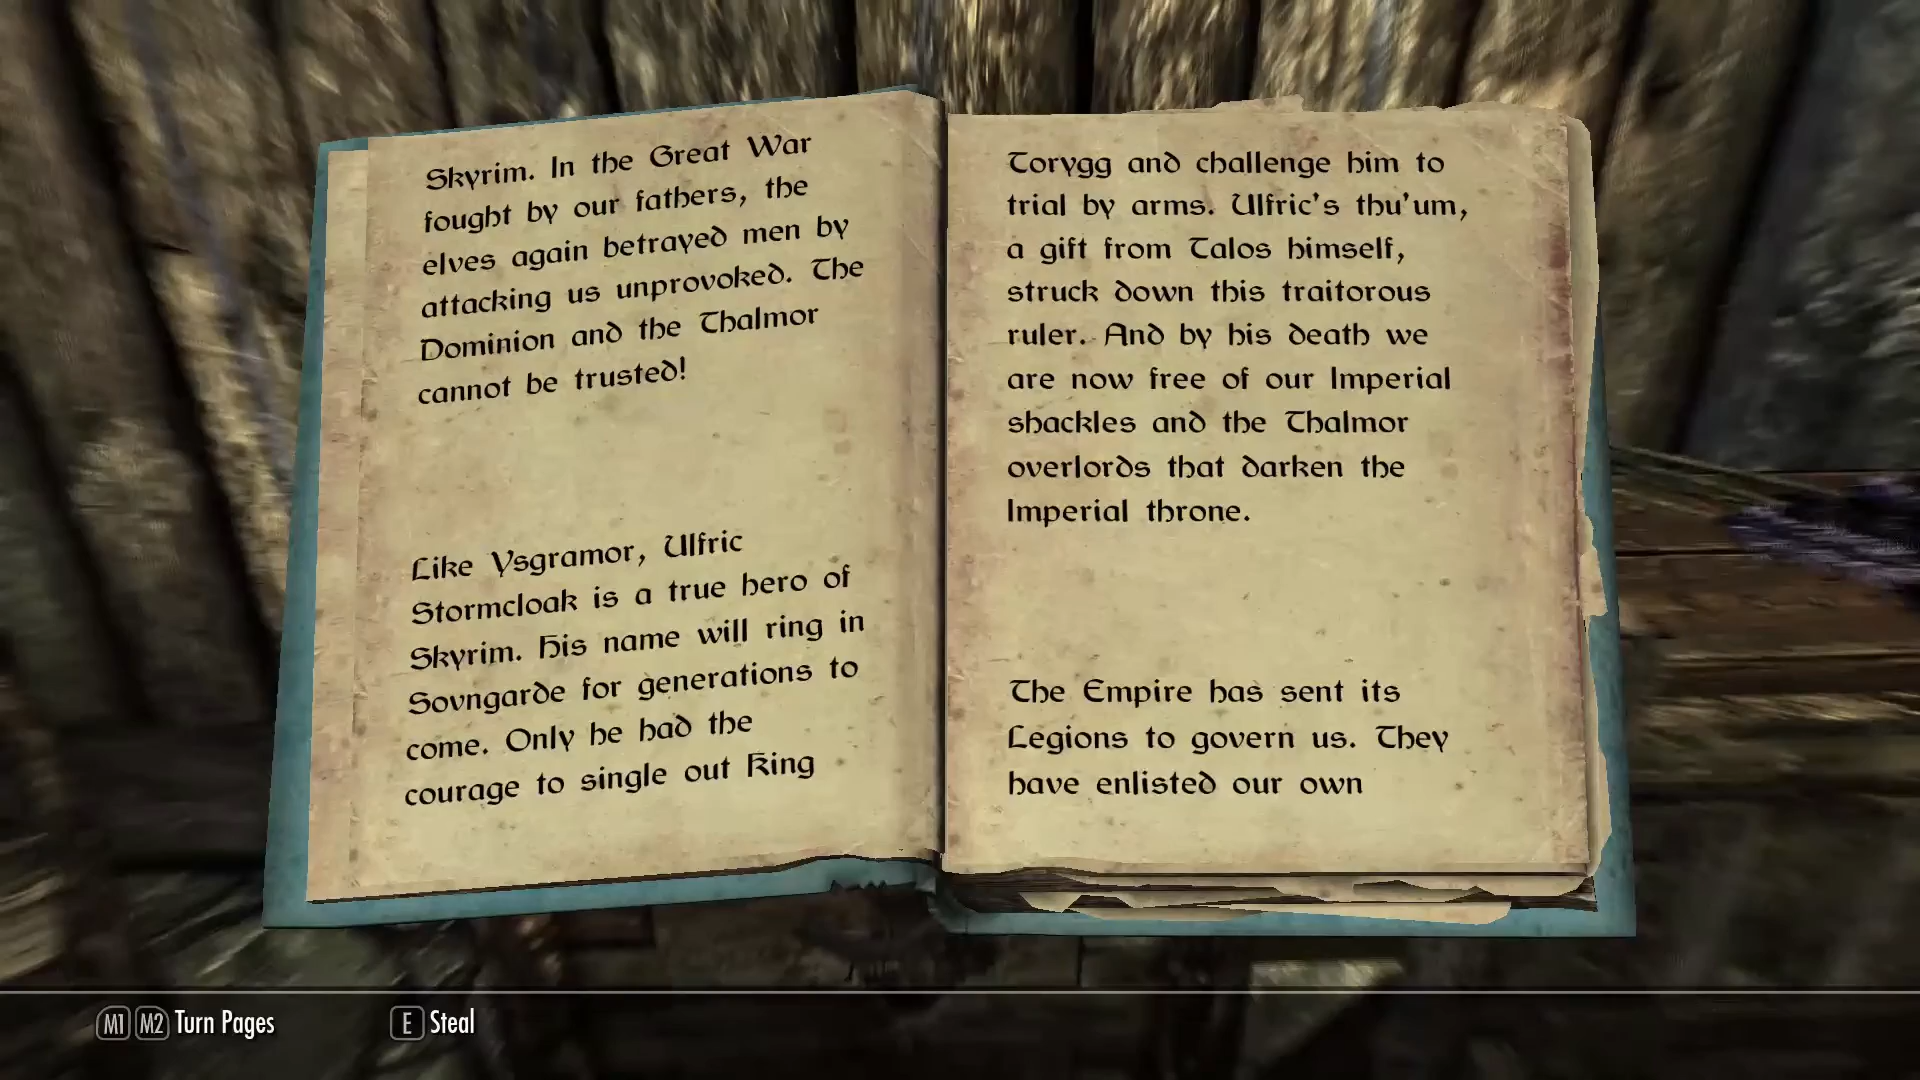 Skyrim. In the Great War
fought by our fathers, the
elves again betrayed men by
attacking us unprovoked. The
Dominion and the Thalmor
cannot be trusted!
Like Ysgramor, Ulfric
Stormcloak is a true hero of
Skyrim. His name will ring in
Sovngarde for generations to
come. Only he had the
courage to single out King
Torygg and challenge him to
trial by arms. Ulfric's thu'um,
a gift from Talos himself,
struck down this traitorous
ruler. And by his death we
are now free of our Imperial
shackles and the Thalmor
overlords that darken the
Imperial throne.
The Empire has sent its
Legions to govern us. They
have enlisted our own
M1 M2 Turn Pages
E Steal